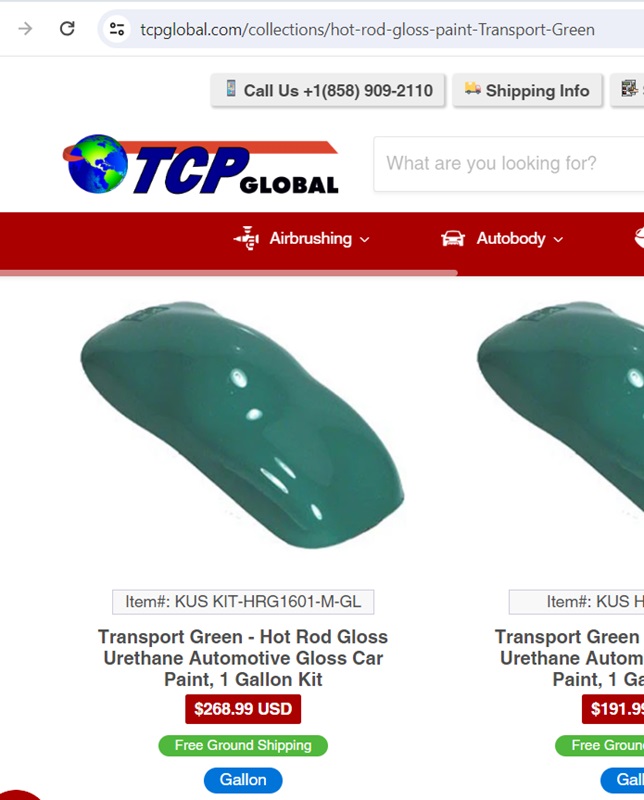 tcpglobal.com/collections/hot-rod-gloss-paint-Transport-Green
Call Us +1(858) 909-2110
Shipping Info
TCP GLOBAL
What are you looking for?
Airbrushing
Autobody
Item#: KUS KIT-HRG1601-M-GL
Item#: KUS H
Transport Green - Hot Rod Gloss
Urethane Automotive Gloss Car
Paint, 1 Gallon Kit
Transport Green
Urethane Autom
Paint, 1 Ga
$268.99 USD
$191.99
Free Ground Shipping
Free Groun
Gallon
Gall